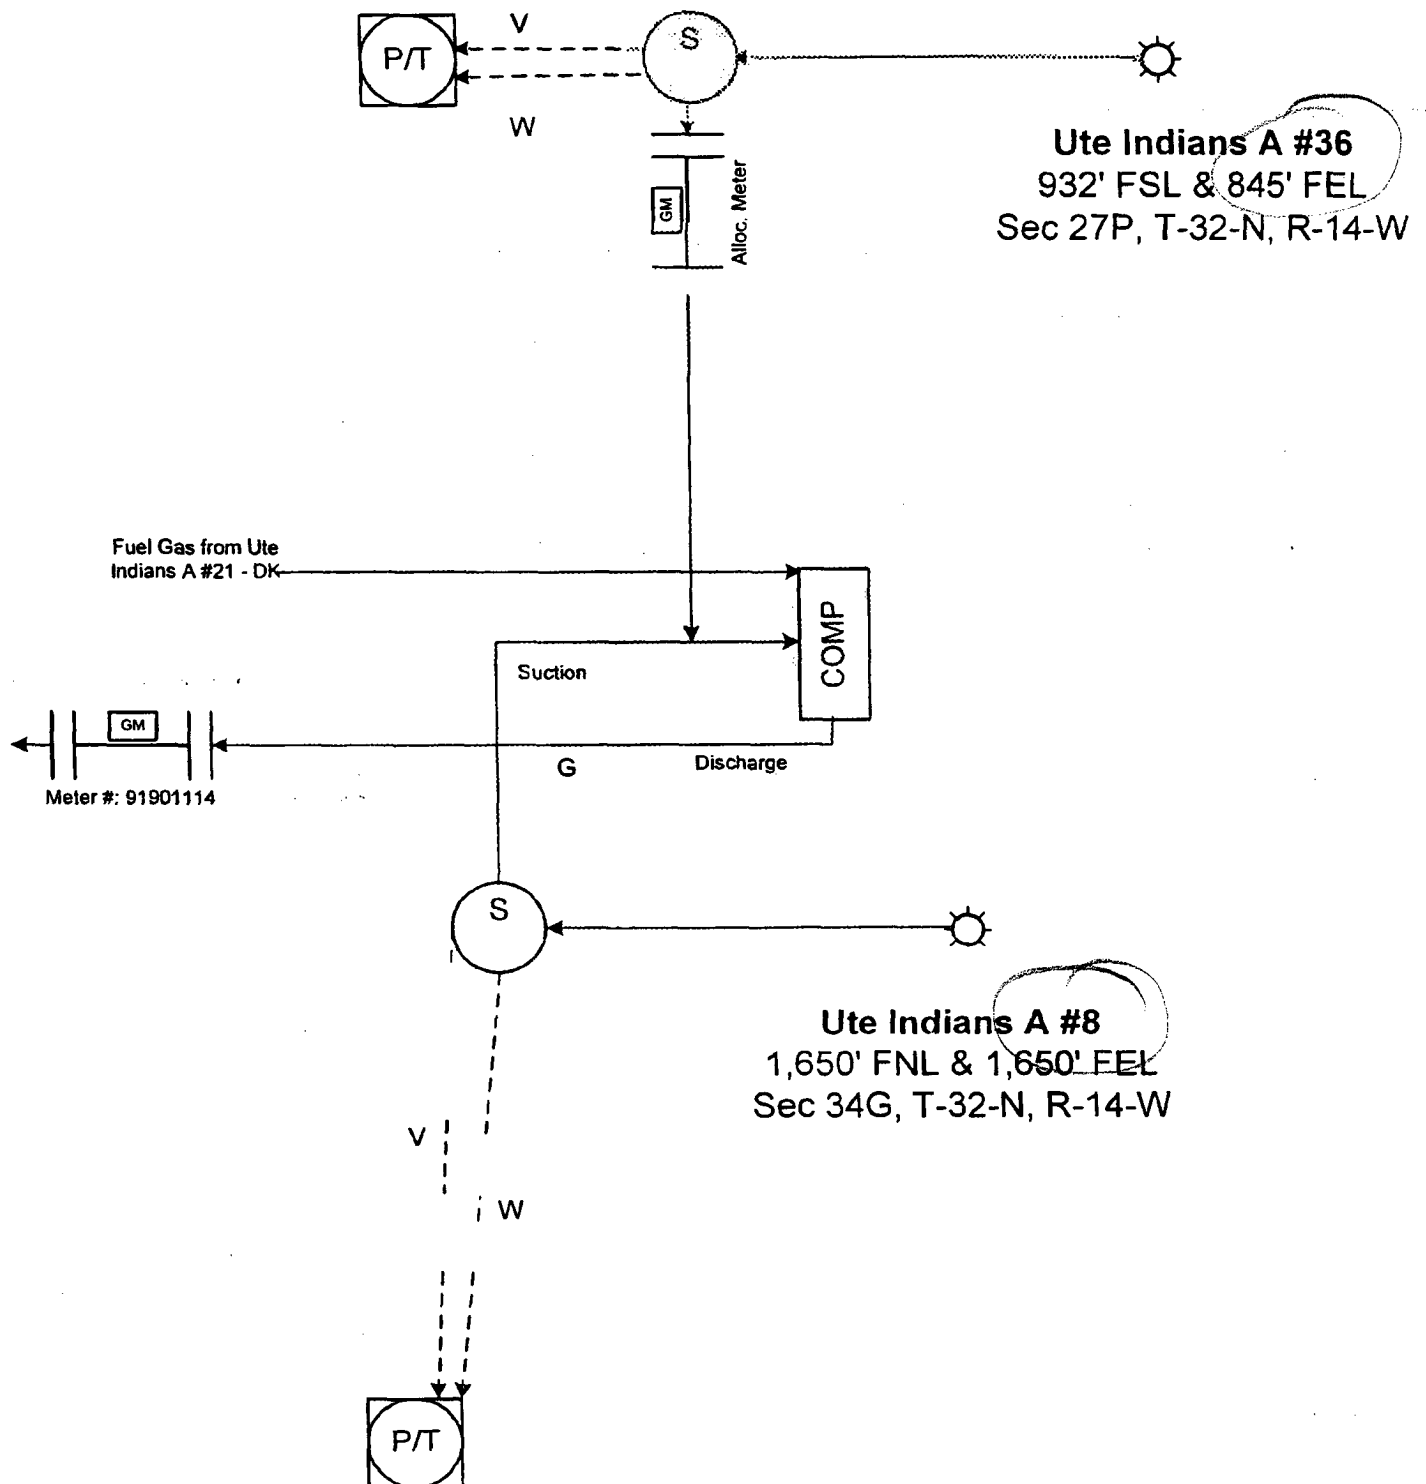 V
P/T
S
W
Ute Indians A #36
932' FSL & 845' FEL
Sec 27P, T-32-N, R-14-W
GM
Alloc. Meter
Fuel Gas from Ute
Indians A #21 - DK
COMP
Suction
GM
G
Discharge
Meter #: 91901114
S
Ute Indians A #8
1,650' FNL & 1,650' FEL
Sec 34G, T-32-N, R-14-W
V
W
P/T